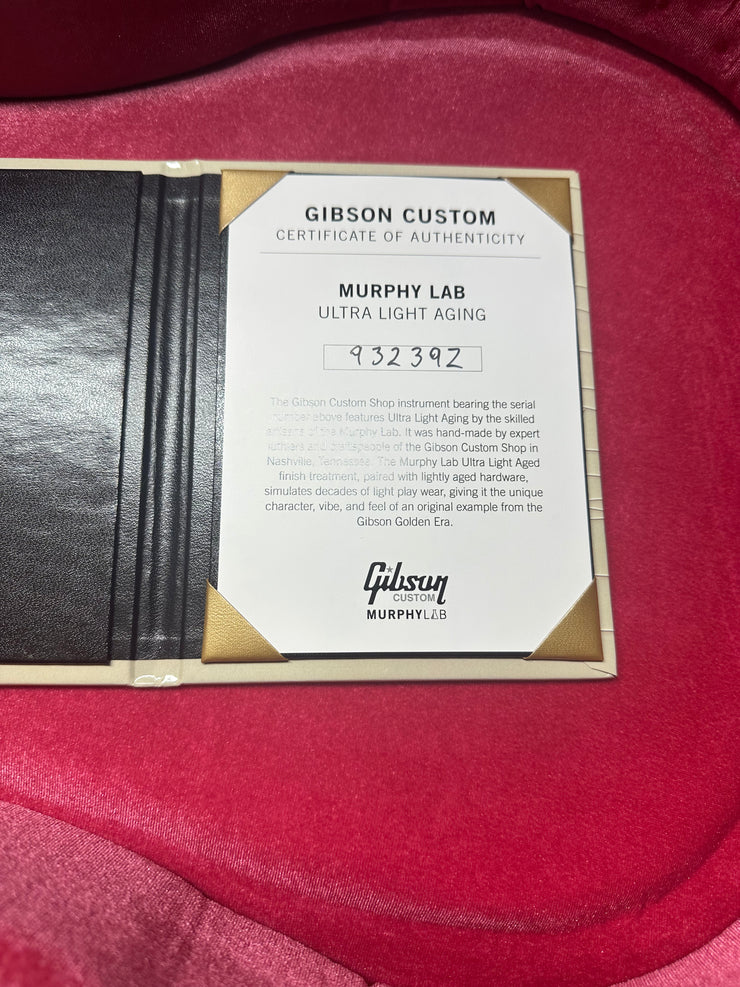 GIBSON CUSTOM
CERTIFICATE OF AUTHENTICITY
MURPHY LAB
ULTRA LIGHT AGING
932392
The Gibson Custom Shop instrument bearing the serial
number above features Ultra Light Aging by the skilled
artisans of the Murphy Lab. It was hand-made by expert
luthiers and craftspeople of the Gibson Custom Shop in
Nashville, Tennessee. The Murphy Lab Ultra Light Aged
finish treatment, paired with lightly aged hardware,
simulates decades of light play wear, giving it the unique
character, vibe, and feel of an original example from the
Gibson Golden Era.
Gibson
CUSTOM
MURPHY LAB